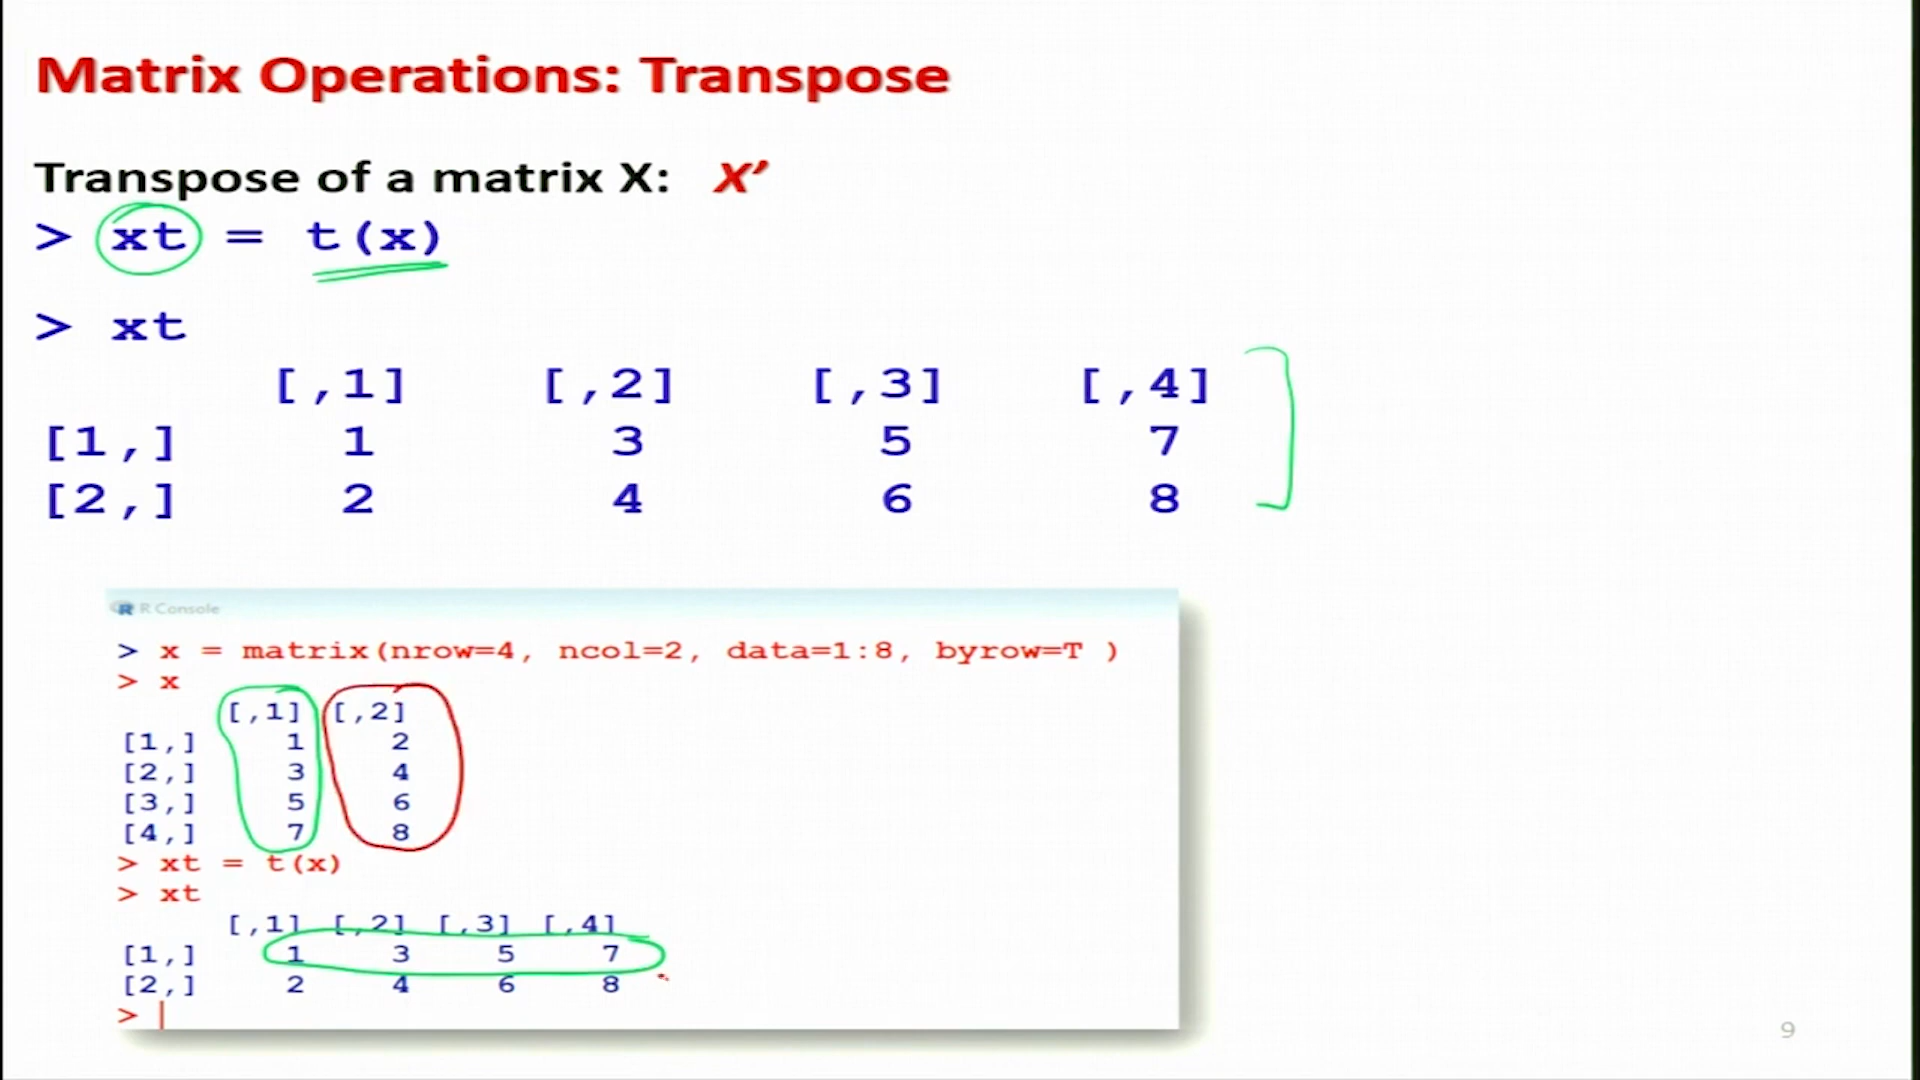 Matrix Operations: Transpose
Transpose of a matrix X: X’
> xt = t(x)
> xt
[,1] [,2] [,3] [,4]
[1,] 1 3 5 7
[2,] 2 4 6 8
R Console
> x = matrix(nrow=4, ncol=2, data=1:8, byrow=T )
> x
[,1] [,2]
[1,] 1 2
[2,] 3 4
[3,] 5 6
[4,] 7 8
> xt = t(x)
> xt
[,1] [,2] [,3] [,4]
[1,] 1 3 5 7
[2,] 2 4 6 8
>
9